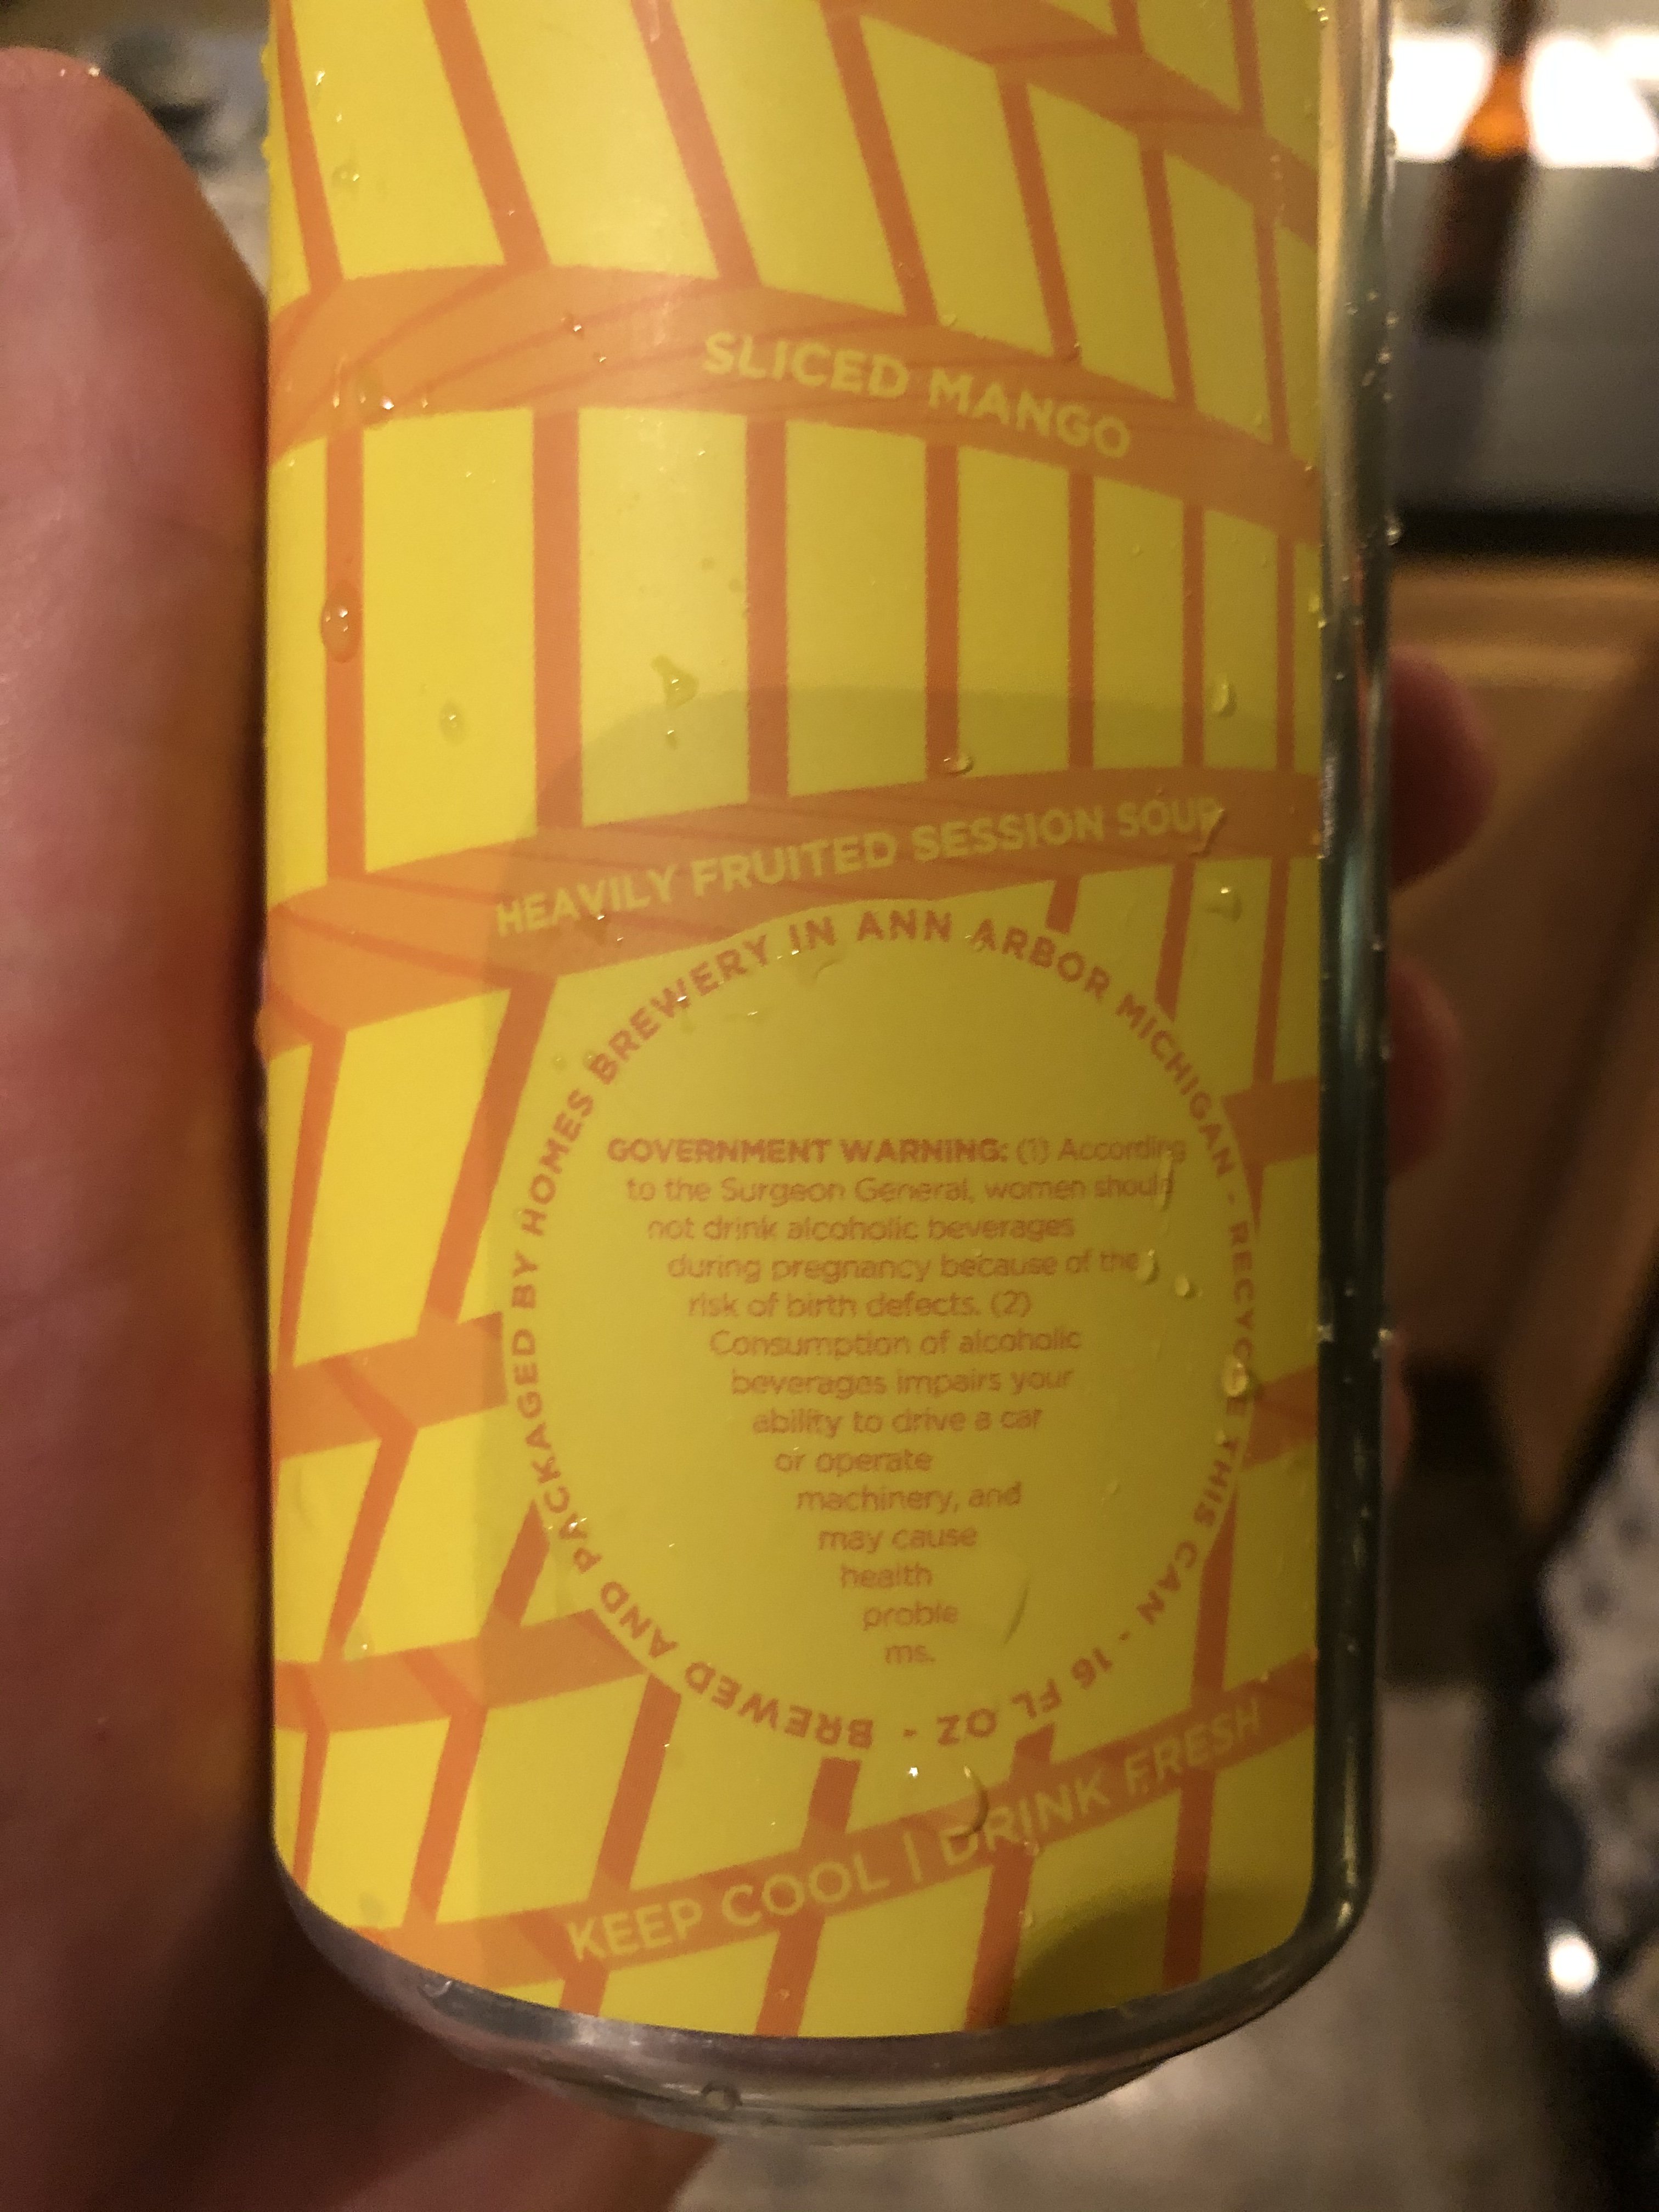 SLICED MANGO
HEAVILY FRUITED SESSION SOUR
BREWED AND PACKAGED BY HOMES BREWERY IN ANN ARBOR MICHIGAN - RECYCE THIS CAN - 16 FL OZ -
GOVERNMENT WARNING: (1) According
to the Surgeon General, women should
not drink alcoholic beverages
during pregnancy because of the
risk of birth defects. (2)
Consumption of alcoholic
beverages impairs your
ability to drive a car
or operate
machinery, and
may cause
health
proble
ms.
KEEP COOL | DRINK FRESH